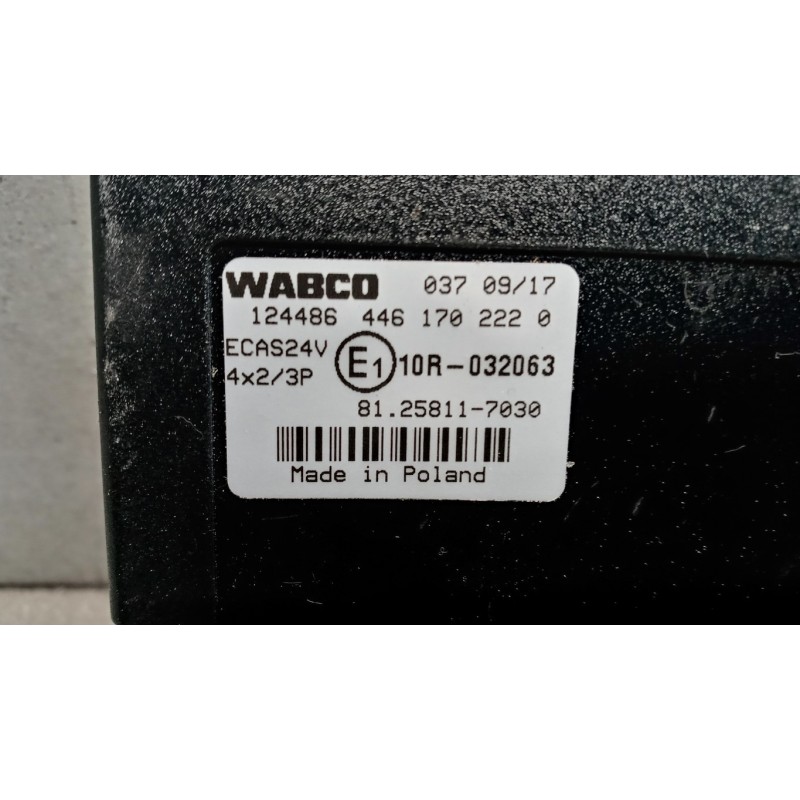 WABCO 037 09/17
124486 446 170 222 0
ECAS24V E1 10R-032063
4x2/3P
81.25811-7030
Made in Poland